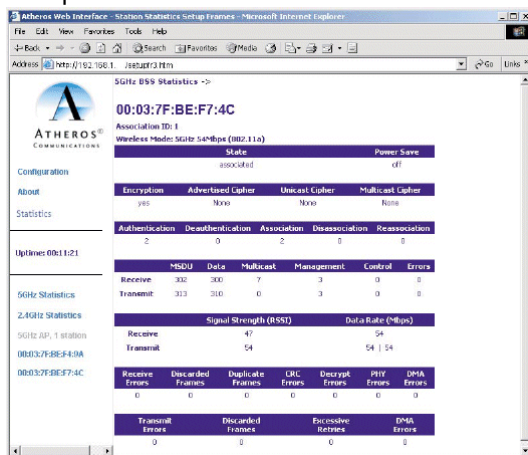 Atheros Web Interface - Station Statistics Setup Frames - Microsoft Internet Explorer
File Edit View Favorites Tools Help
Back Search Favorites Media
Address http://192.168.1. /setupfr3.htm Go Links
ATHEROS®
COMMUNICATIONS
Configuration
About
Statistics
Uptime: 00:11:21
5GHz Statistics
2.4GHz Statistics
5GHz AP, 1 station
00:03:7F:BE:F4:9A
00:03:7F:BE:F7:4C
5GHz BSS Statistics ->
00:03:7F:BE:F7:4C
Association ID: 1
Wireless Mode: 5GHz 54Mbps (802.11a)
State Power Save
associated off
Encryption Advertised Cipher Unicast Cipher Multicast Cipher
yes None None None
Authentication Deauthentication Association Disassociation Reassociation
2 0 2 0 0
MSDU Data Multicast Management Control Errors
Receive 302 300 7 3 0 0
Transmit 313 310 0 3 0 0
Signal Strength (RSSI) Data Rate (Mbps)
Receive 47 54
Transmit 54 54 | 54
Receive Errors Discarded Frames Duplicate Frames CRC Errors Decrypt Errors PHY Errors DMA Errors
0 0 0 0 0 0 0
Transmit Errors Discarded Frames Excessive Retries DMA Errors
0 0 0 0